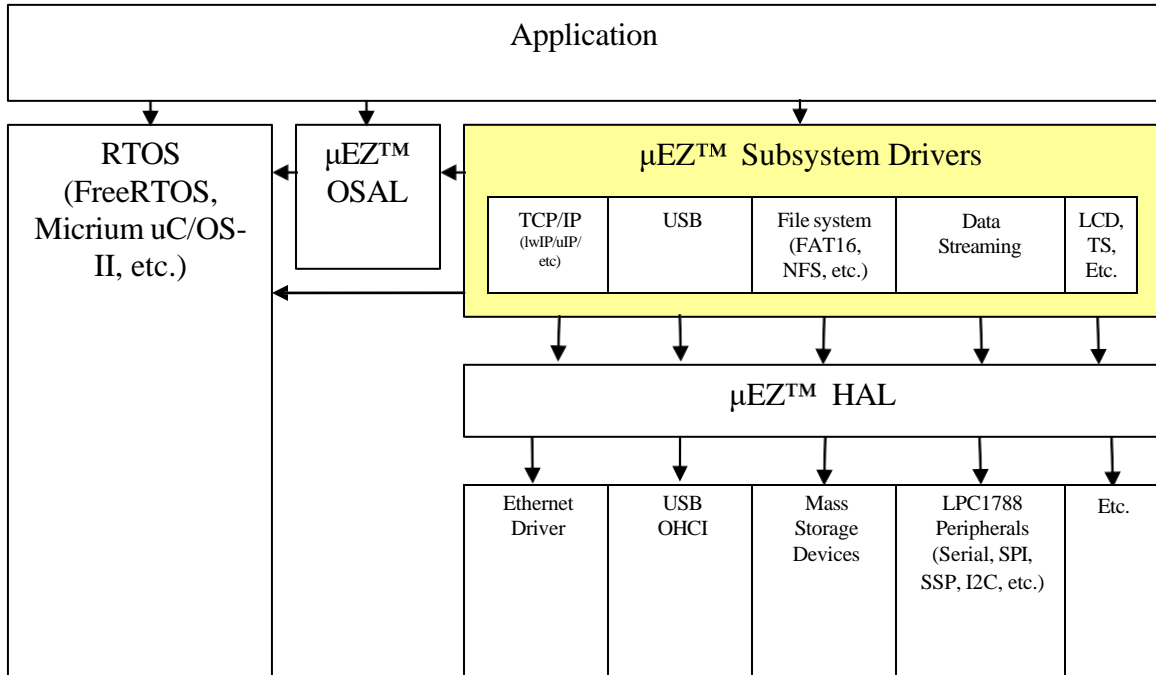 Application
RTOS
(FreeRTOS,
Micrium uC/OS-
II, etc.)
μEZ™
OSAL
μEZ™ Subsystem Drivers
TCP/IP
(lwIP/uIP/
etc)
USB
File system
(FAT16,
NFS, etc.)
Data
Streaming
LCD,
TS,
Etc.
μEZ™ HAL
Ethernet
Driver
USB
OHCI
Mass
Storage
Devices
LPC1788
Peripherals
(Serial, SPI,
SSP, I2C, etc.)
Etc.